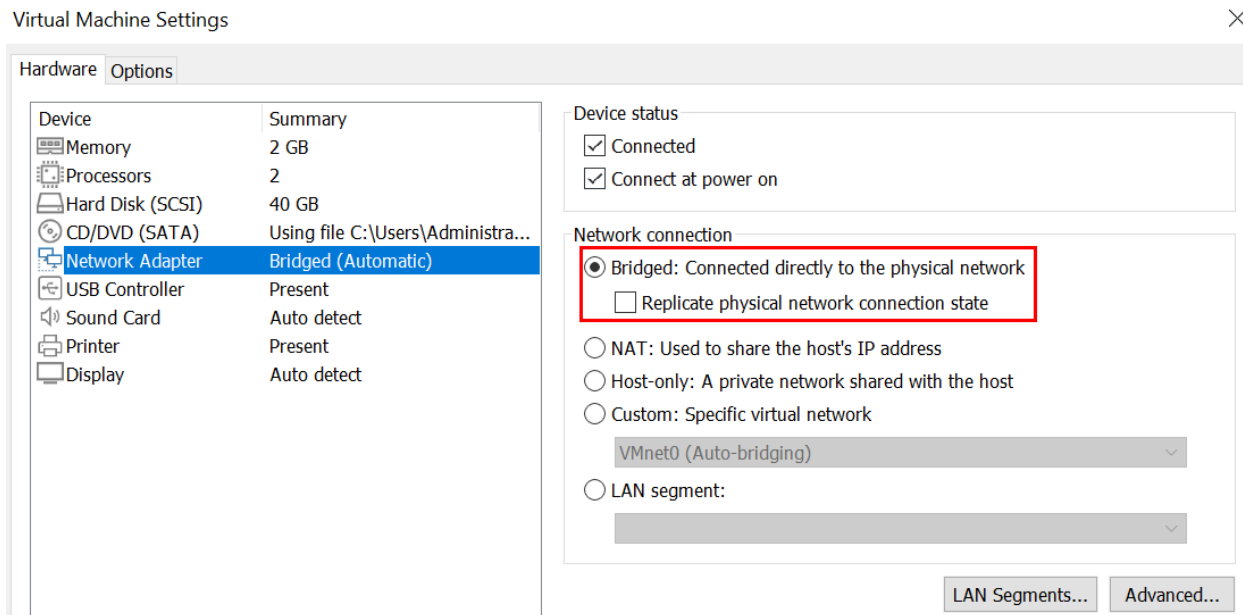 Virtual Machine Settings
Hardware Options
Device Summary
Memory 2 GB
Processors 2
Hard Disk (SCSI) 40 GB
CD/DVD (SATA) Using file C:\Users\Administra...
Network Adapter Bridged (Automatic)
USB Controller Present
Sound Card Auto detect
Printer Present
Display Auto detect
Device status
Connected
Connect at power on
Network connection
Bridged: Connected directly to the physical network
Replicate physical network connection state
NAT: Used to share the host's IP address
Host-only: A private network shared with the host
Custom: Specific virtual network
VMnet0 (Auto-bridging)
LAN segment:
LAN Segments... Advanced...